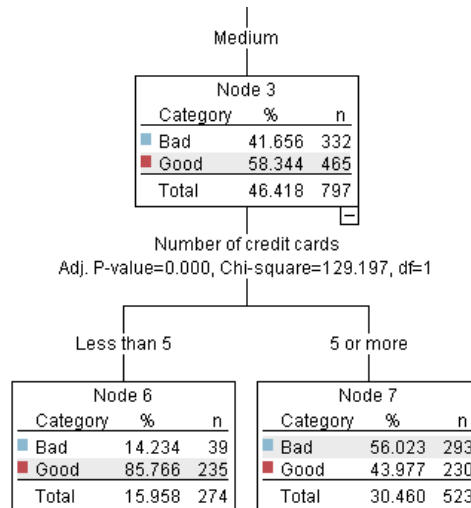 Medium
Node 3
Category % n
Bad 41.656 332
Good 58.344 465
Total 46.418 797
Number of credit cards
Adj. P-value=0.000, Chi-square=129.197, df=1
Less than 5
5 or more
Node 6
Category % n
Bad 14.234 39
Good 85.766 235
Total 15.958 274
Node 7
Category % n
Bad 56.023 293
Good 43.977 230
Total 30.460 523